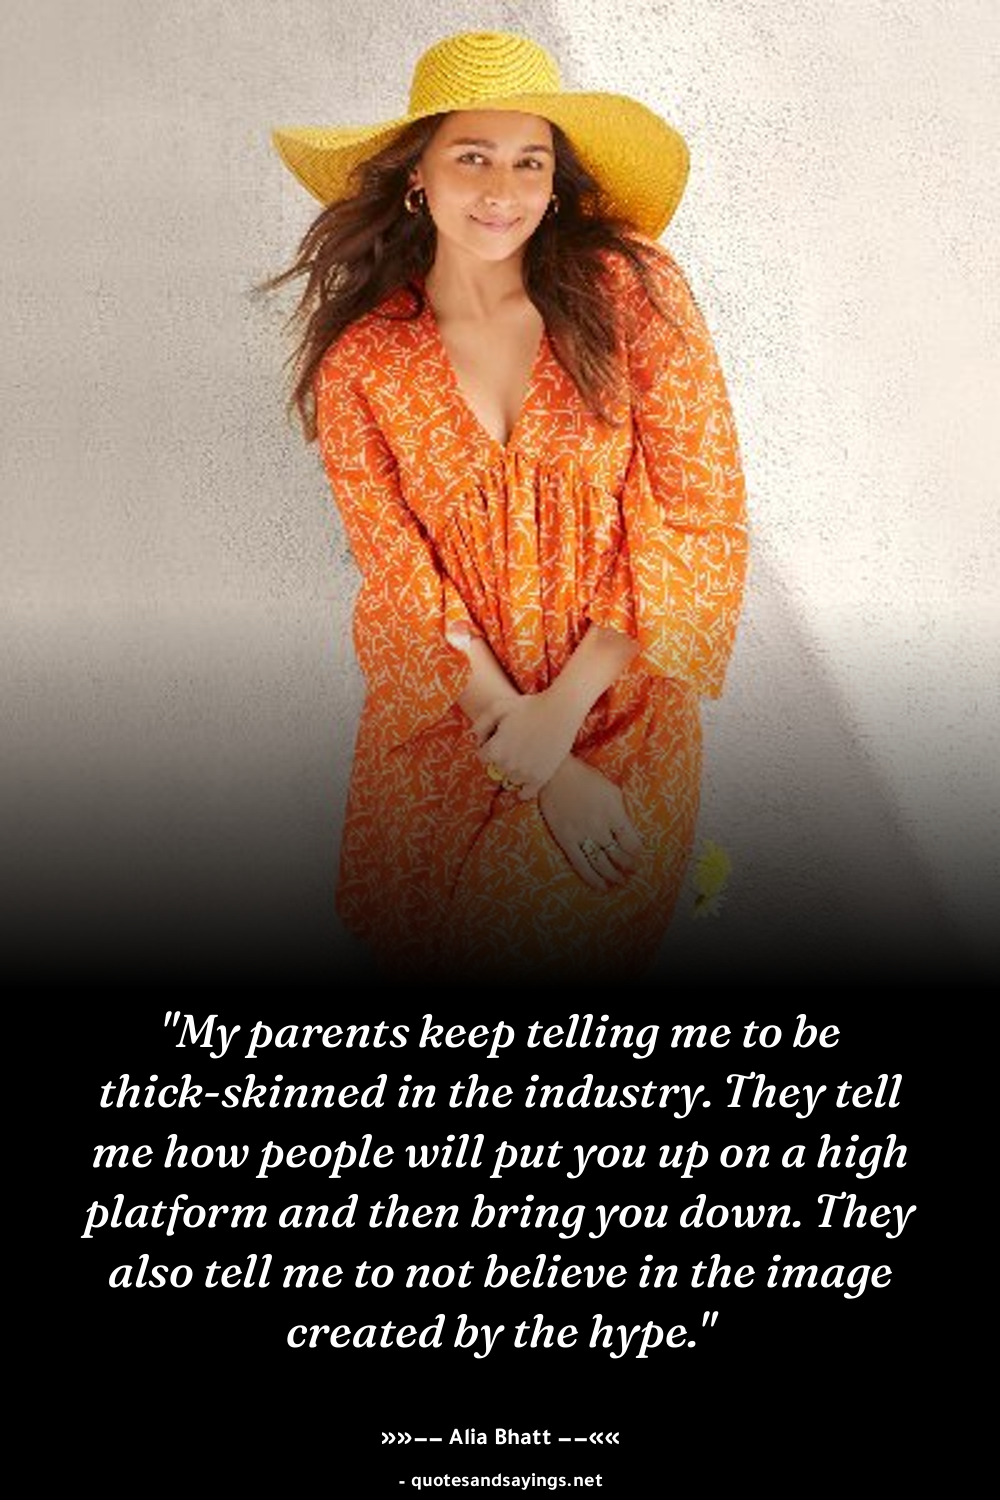 "My parents keep telling me to be
thick-skinned in the industry. They tell
me how people will put you up on a high
platform and then bring you down. They
also tell me to not believe in the image
created by the hype."
»»−− Alia Bhatt −−««
- quotesandsayings.net